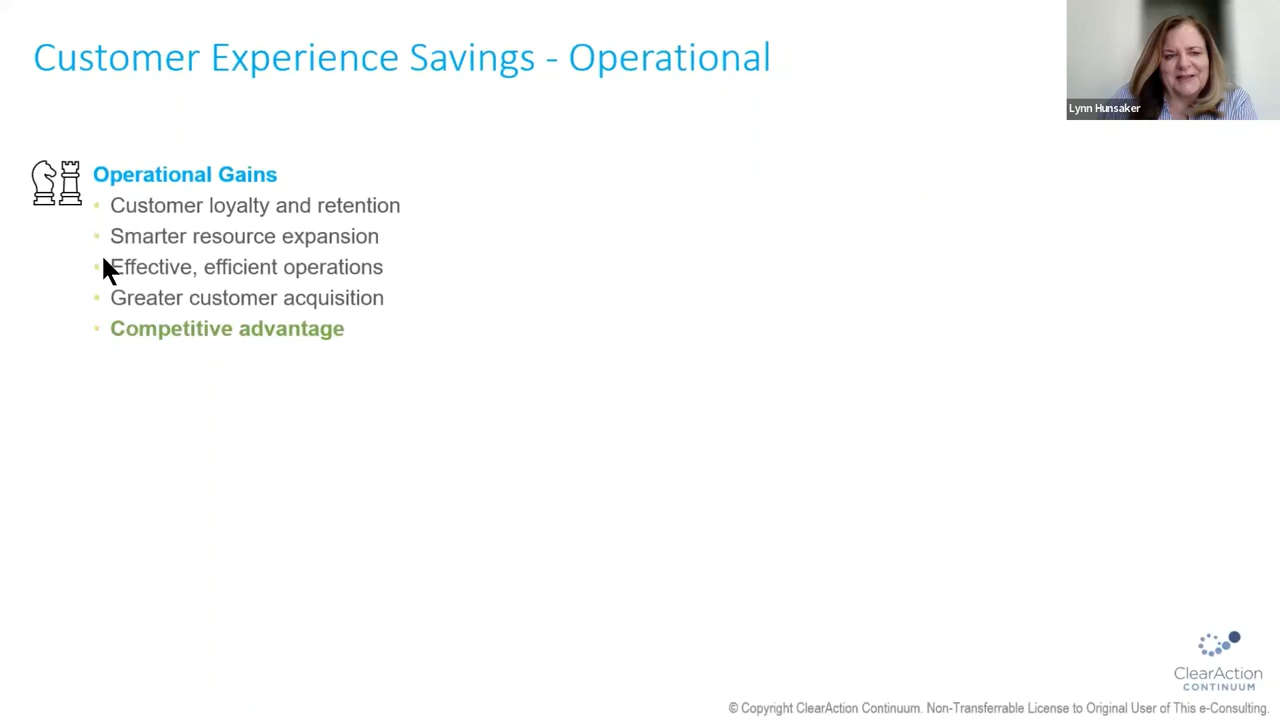 Customer Experience Savings - Operational
Lynn Hunsaker
Operational Gains
Customer loyalty and retention
Smarter resource expansion
Effective, efficient operations
Greater customer acquisition
Competitive advantage
ClearAction
CONTINUUM
© Copyright ClearAction Continuum. Non-Transferrable License to Original User of This e-Consulting.